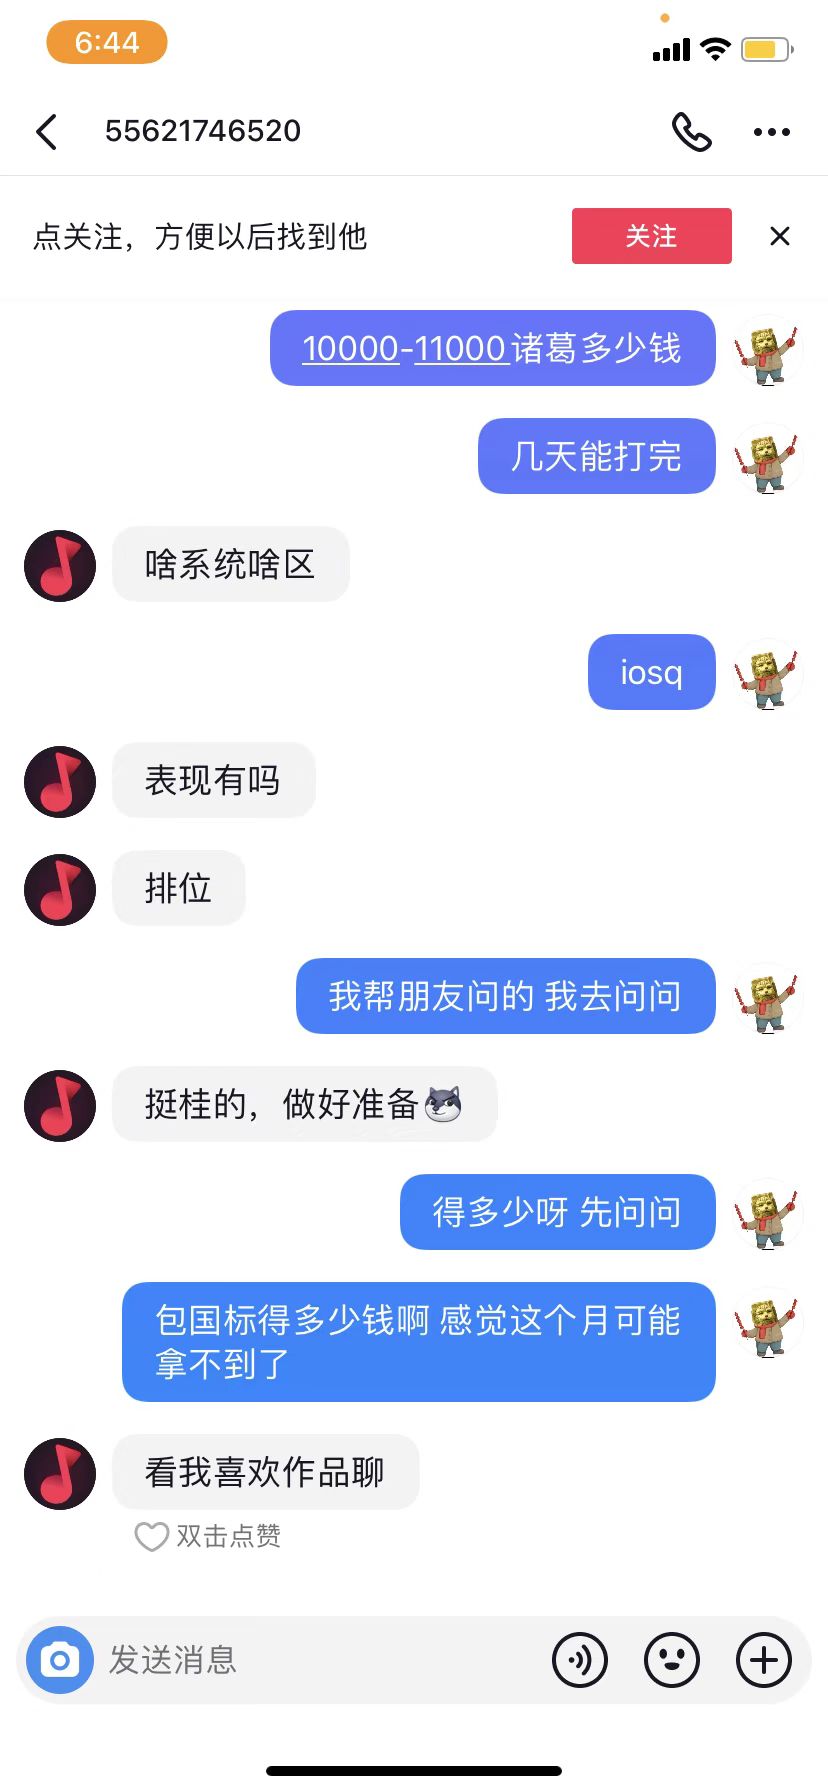 6:44
55621746520
点关注，方便以后找到他
关注
10000-11000诸葛多少钱
几天能打完
啥系统啥区
iosq
表现有吗
排位
我帮朋友问的 我去问问
挺桂的，做好准备
得多少呀 先问问
包国标得多少钱啊 感觉这个月可能
拿不到了
看我喜欢作品聊
双击点赞
发送消息